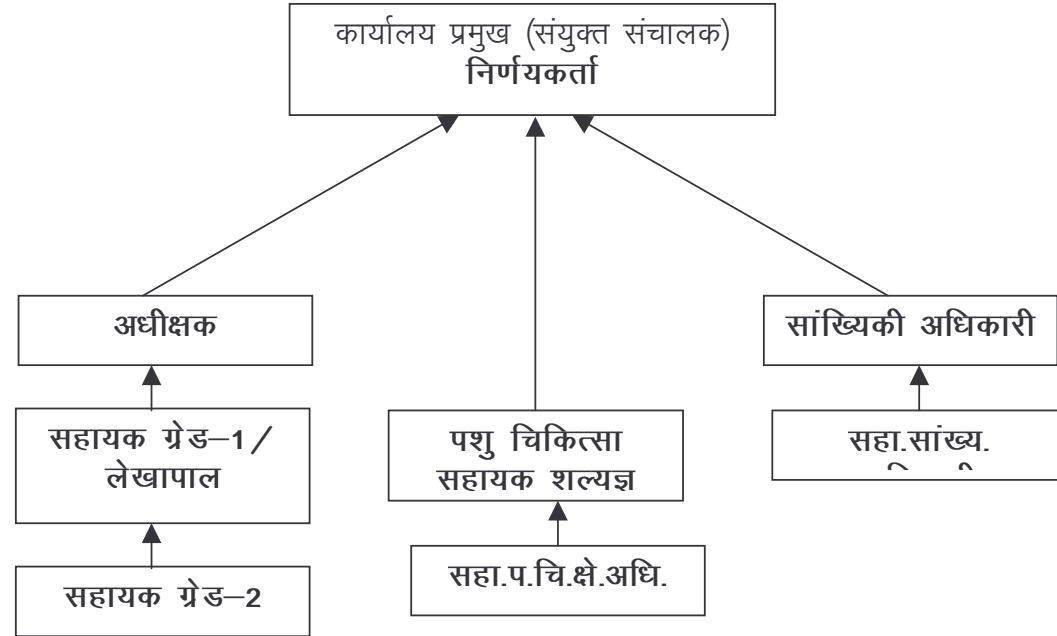 कार्यालय प्रमुख (संयुक्त संचालक)
निर्णयकर्ता
अधीक्षक
सांख्यिकी अधिकारी
सहायक ग्रेड–1/
लेखापाल
पशु चिकित्सा
सहायक शल्यज्ञ
सहा.सांख्य.
सहायक ग्रेड–2
सहा.प.चि.क्षे.अधि.